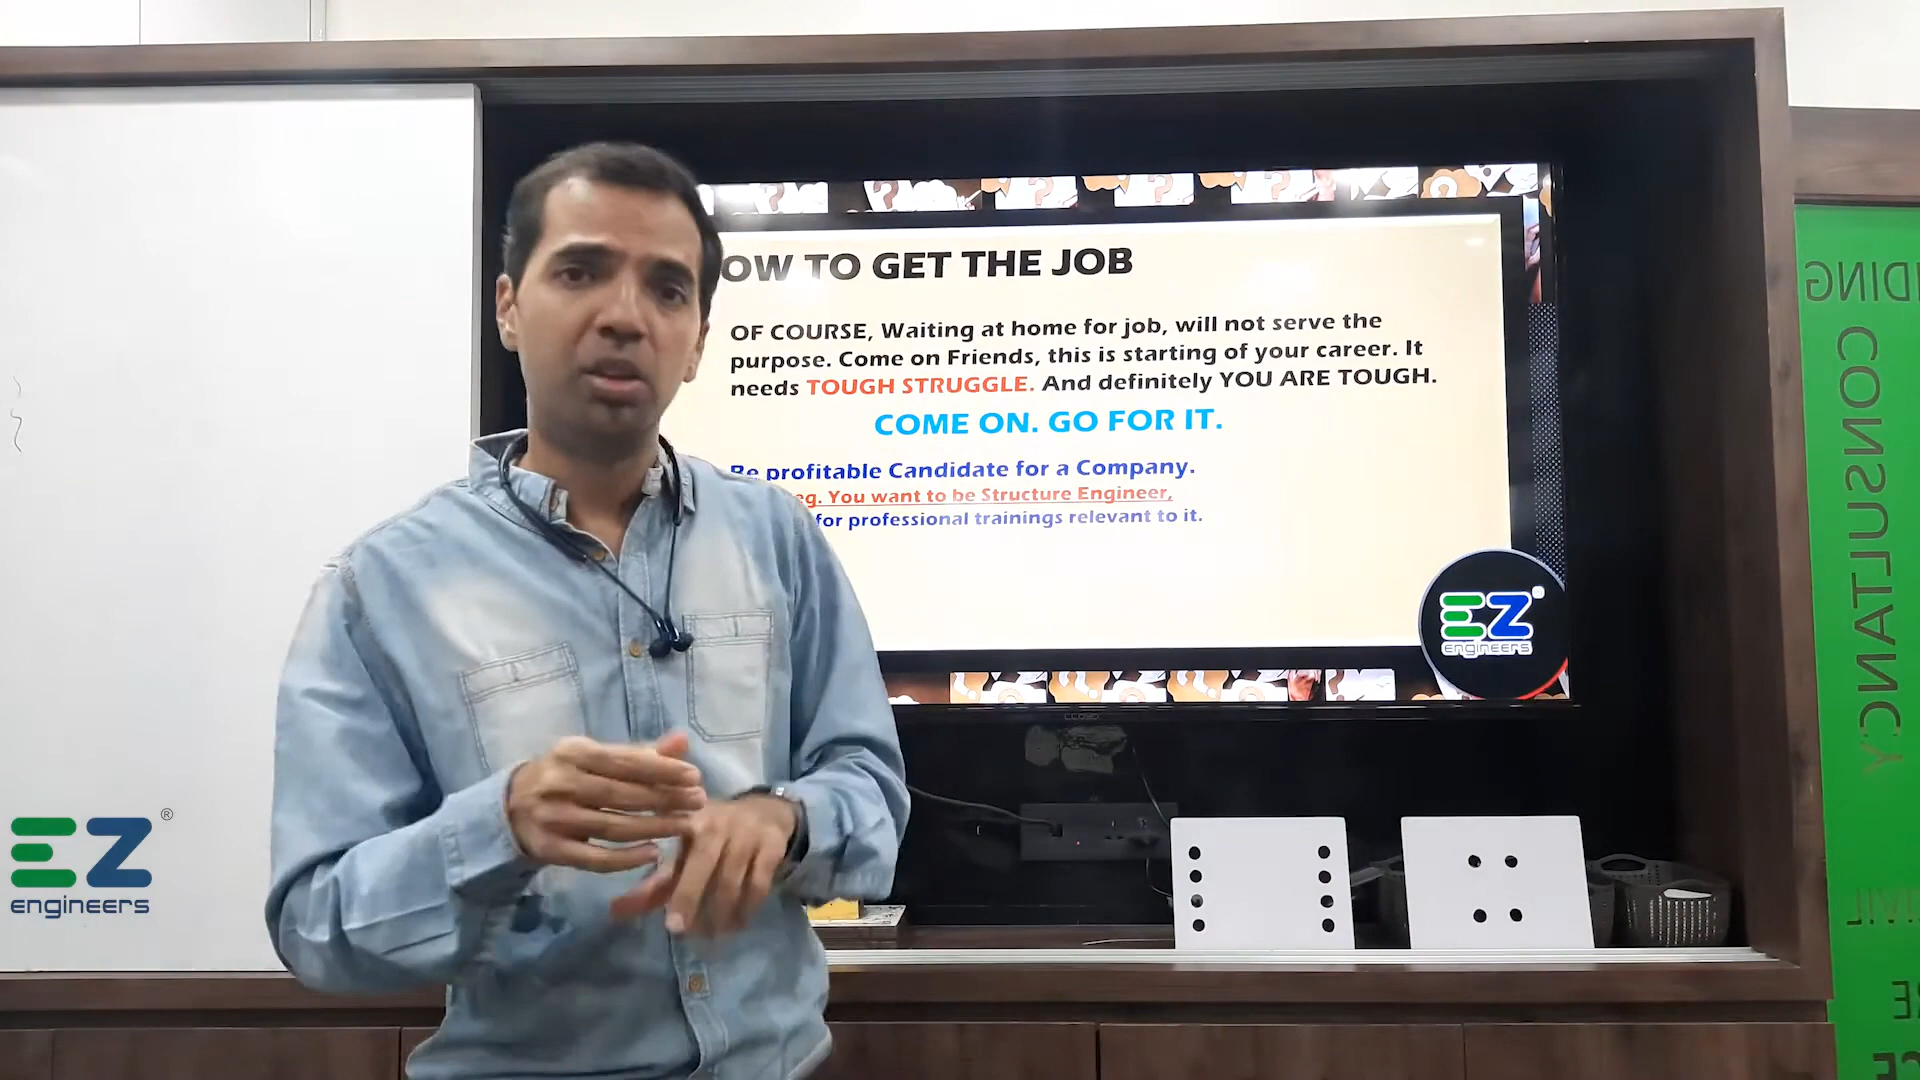 OW TO GET THE JOB
OF COURSE, Waiting at home for job, will not serve the
purpose. Come on Friends, this is starting of your career. It
needs TOUGH STRUGGLE. And definitely YOU ARE TOUGH.
COME ON. GO FOR IT.
Be profitable Candidate for a Company.
eg. You want to be Structure Engineer,
for professional trainings relevant to it.
EZ
engineers
EZ ®
engineers
NDING
CONSULTANCY
IVIL